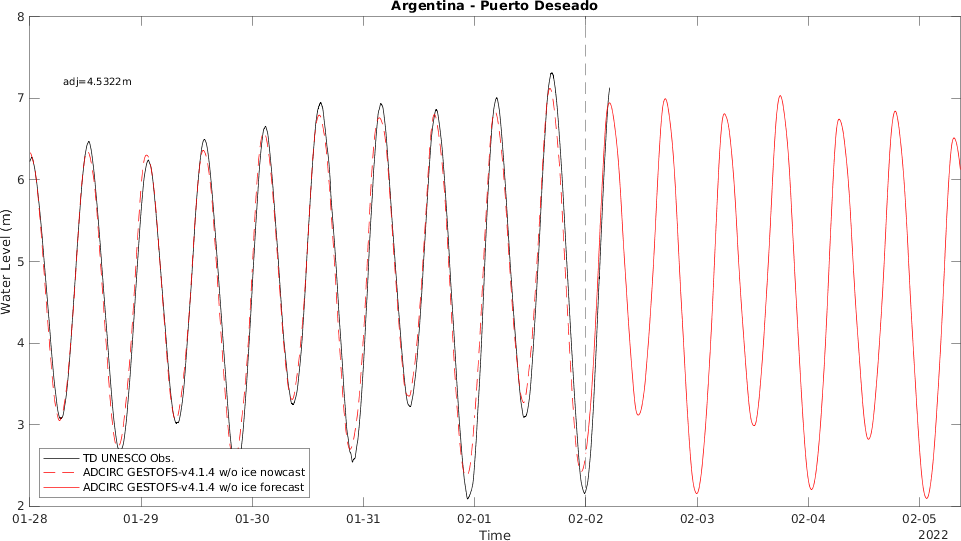 Argentina - Puerto Deseado
8
adj=4.5322m
7
6
5
4
3
2
Water Level (m)
TD UNESCO Obs.
ADCIRC GESTOFS-v4.1.4 w/o ice nowcast
ADCIRC GESTOFS-v4.1.4 w/o ice forecast
01-28 01-29 01-30 01-31 02-01 02-02 02-03 02-04 02-05
Time
2022